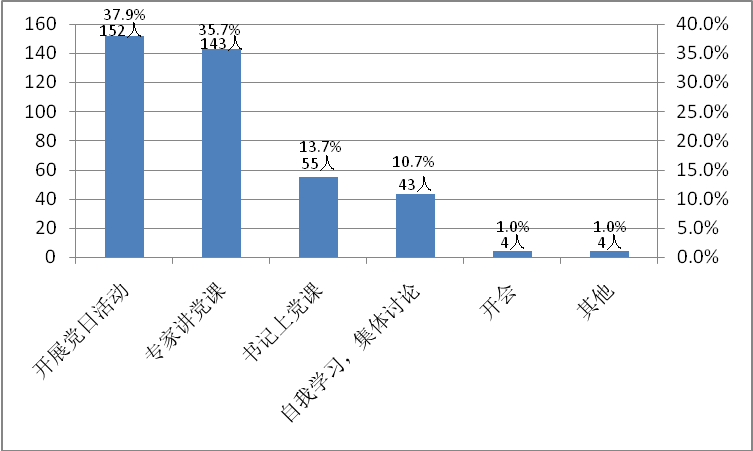 160
140
120
100
80
60
40
20
0
37.9%
152人
35.7%
143人
13.7%
55人
10.7%
43人
1.0%
4人
1.0%
4人
40.0%
35.0%
30.0%
25.0%
20.0%
15.0%
10.0%
5.0%
0.0%
开展党日活动
专家讲党课
书记上党课
自我学习，集体讨论
开会
其他